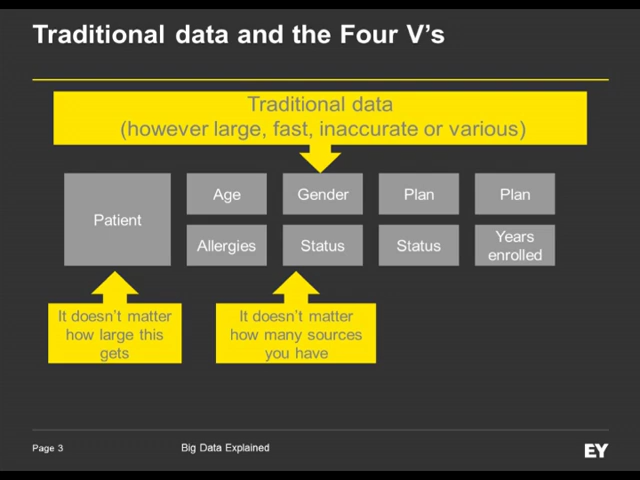 Traditional data and the Four V's
Traditional data
(however large, fast, inaccurate or various)
Patient
Age
Gender
Plan
Plan
Allergies
Status
Status
Years
enrolled
It doesn't matter
how large this
gets
It doesn't matter
how many sources
you have
Page 3
Big Data Explained
EY